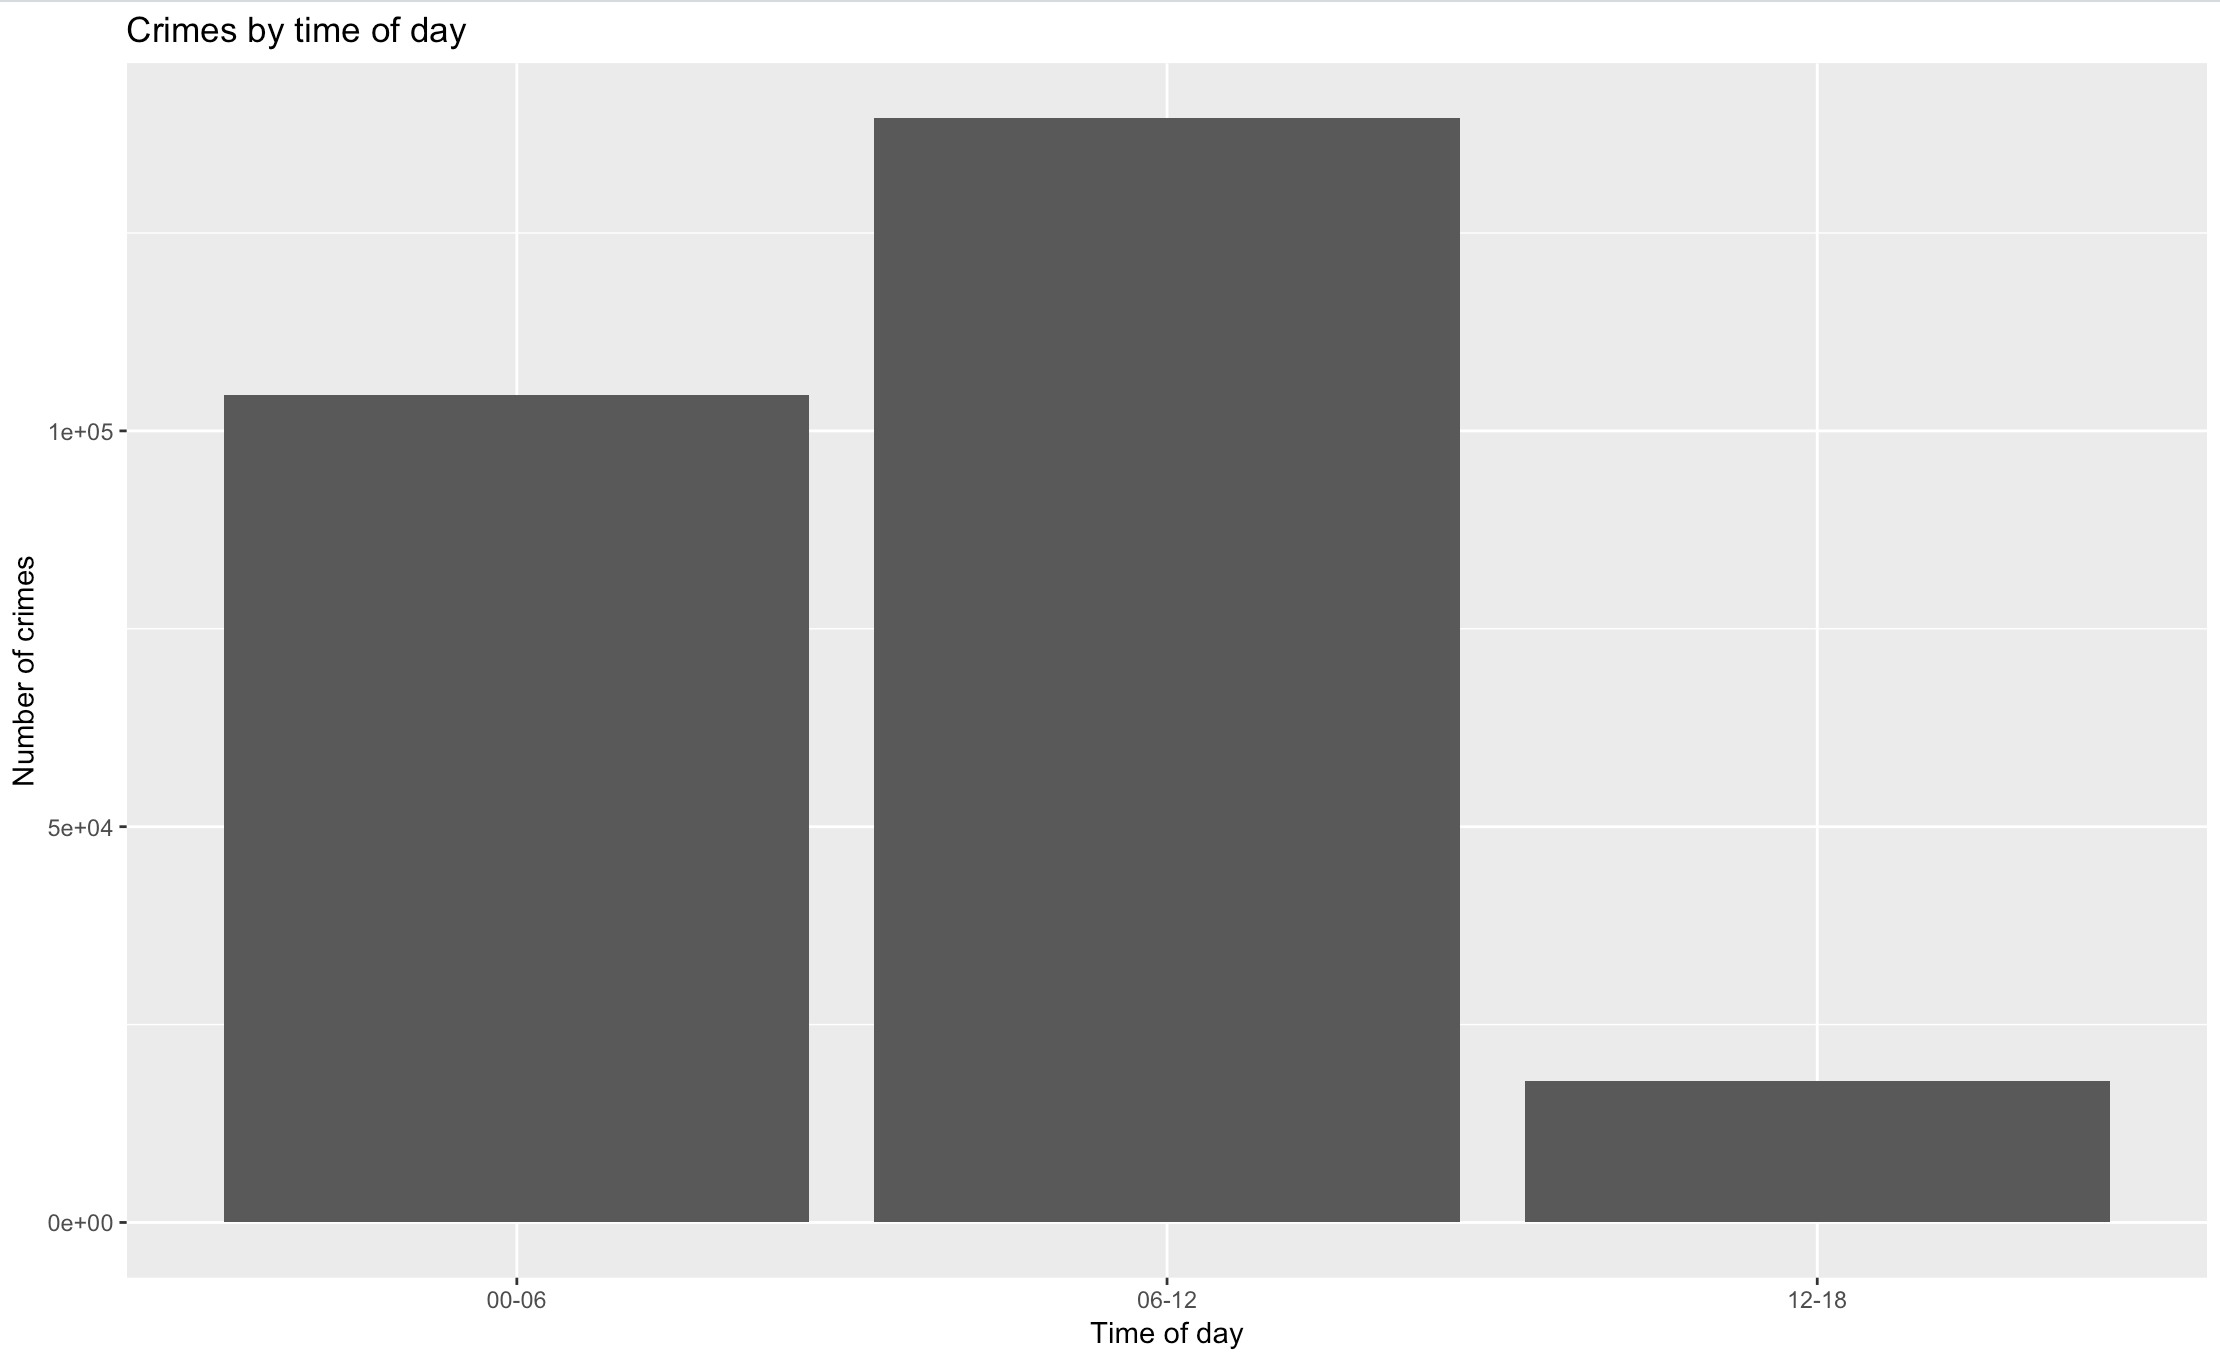 Crimes by time of day
Number of crimes
1e+05
5e+04
0e+00
00-06
06-12
12-18
Time of day